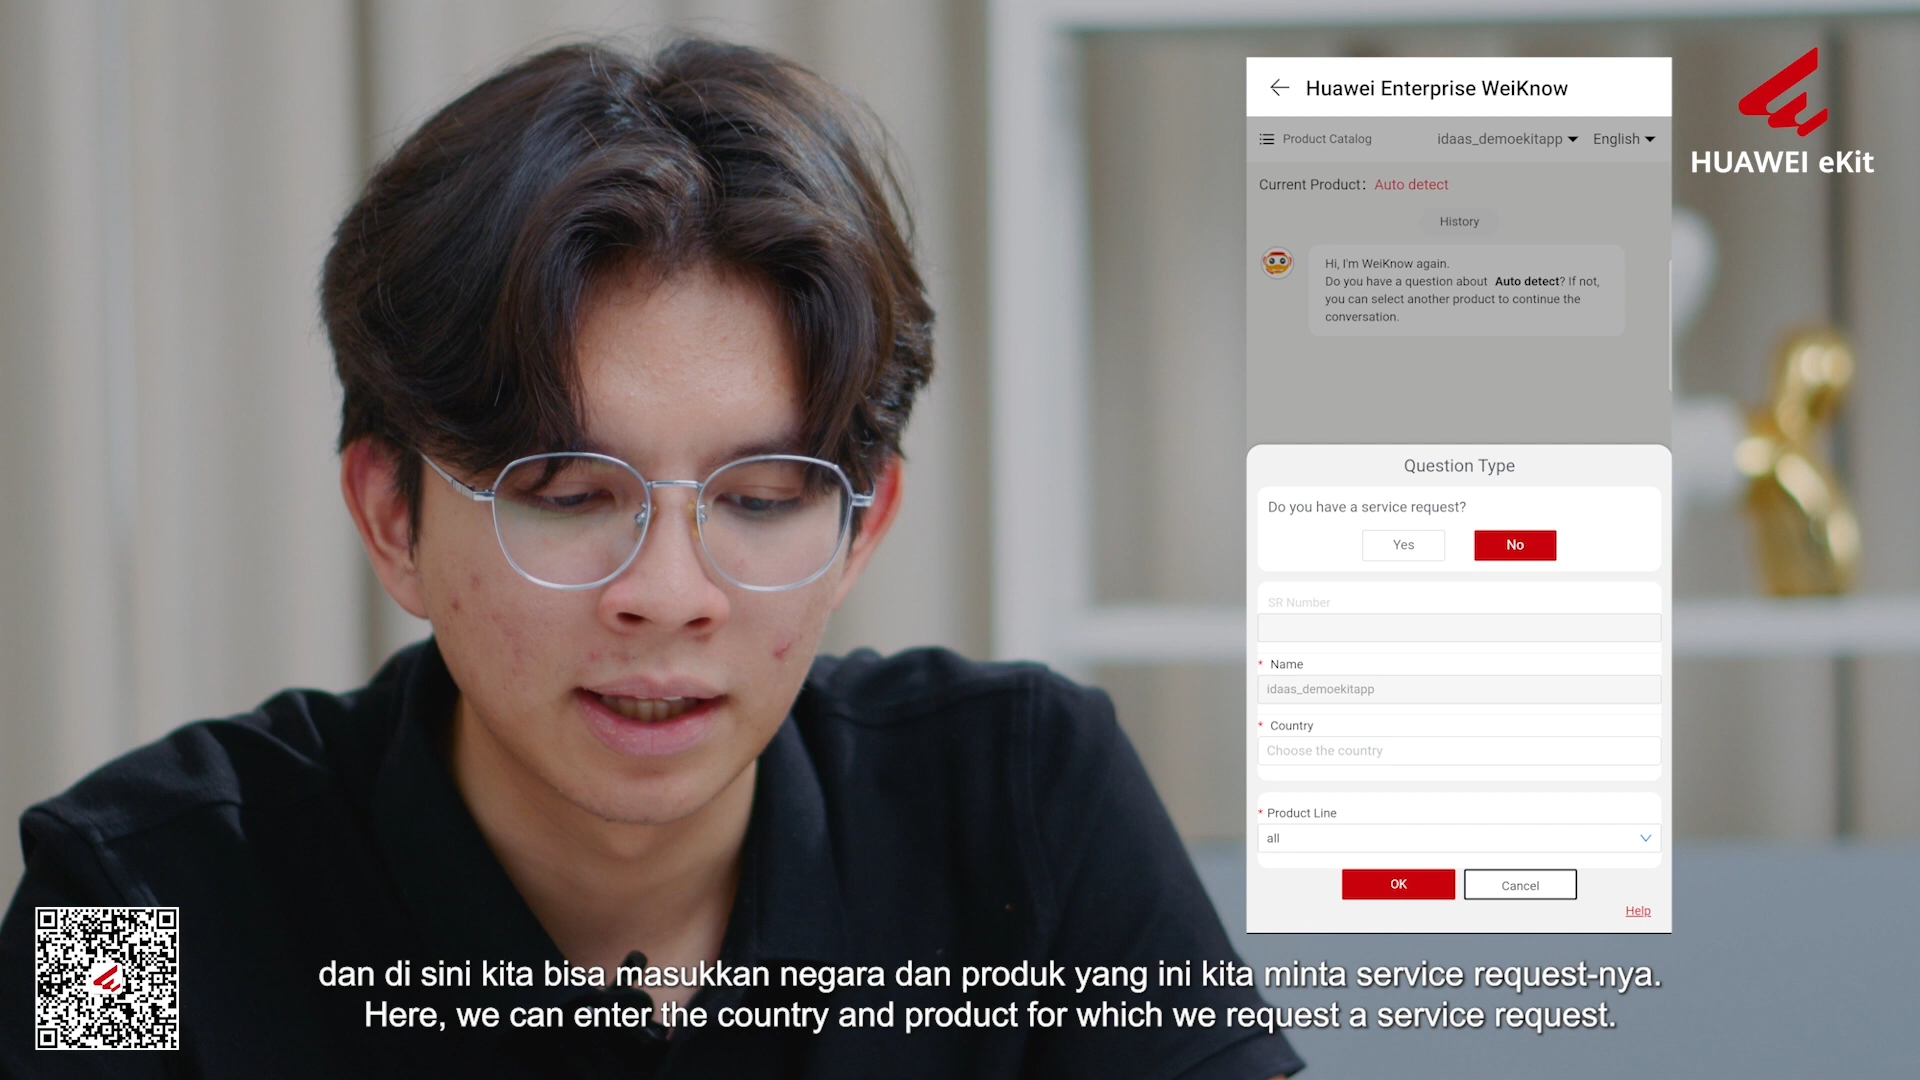 Huawei Enterprise WeiKnow
Product Catalog
idaas_demoekitapp
English
Current Product: Auto detect
History
Hi, I'm WeiKnow again.
Do you have a question about Auto detect? If not,
you can select another product to continue the
conversation.
Question Type
Do you have a service request?
Yes
No
SR Number
* Name
idaas_demoekitapp
* Country
Choose the country
* Product Line
all
OK
Cancel
Help
HUAWEI eKit
dan di sini kita bisa masukkan negara dan produk yang ini kita minta service request-nya.
Here, we can enter the country and product for which we request a service request.